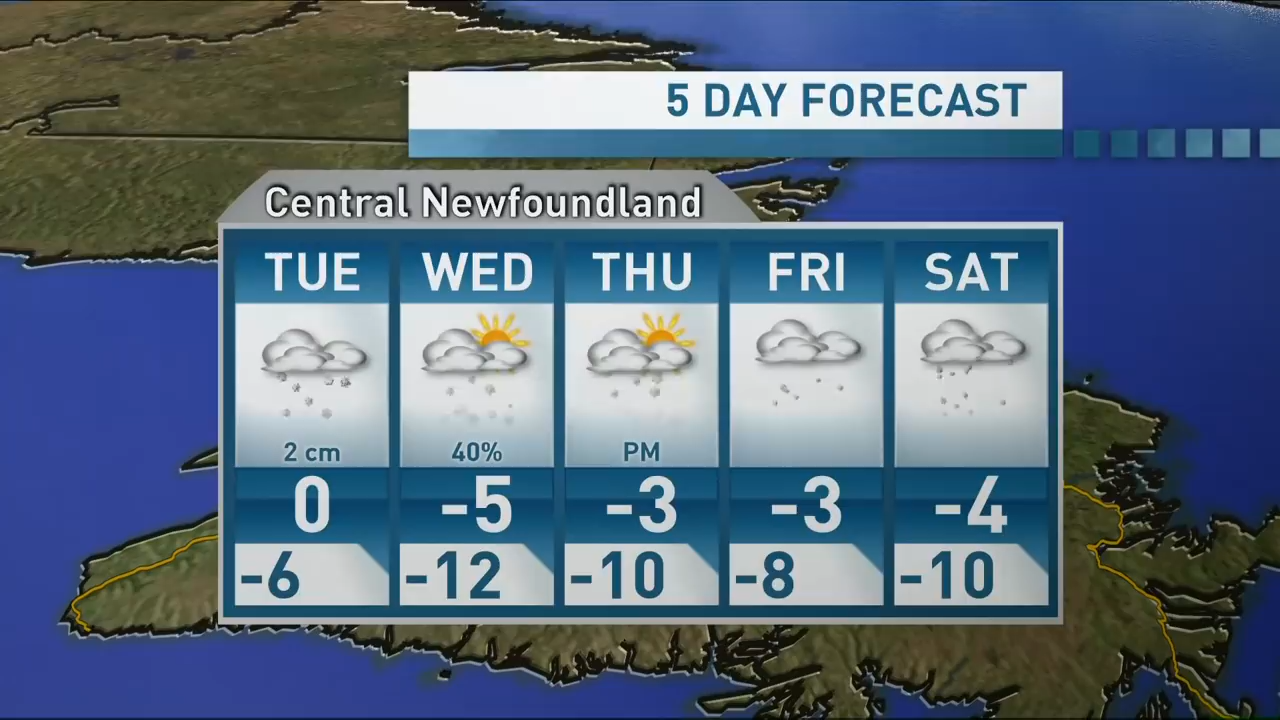 5 DAY FORECAST
Central Newfoundland
TUE WED THU FRI SAT
2 cm 40% PM
0 -5 -3 -3 -4
-6 -12 -10 -8 -10